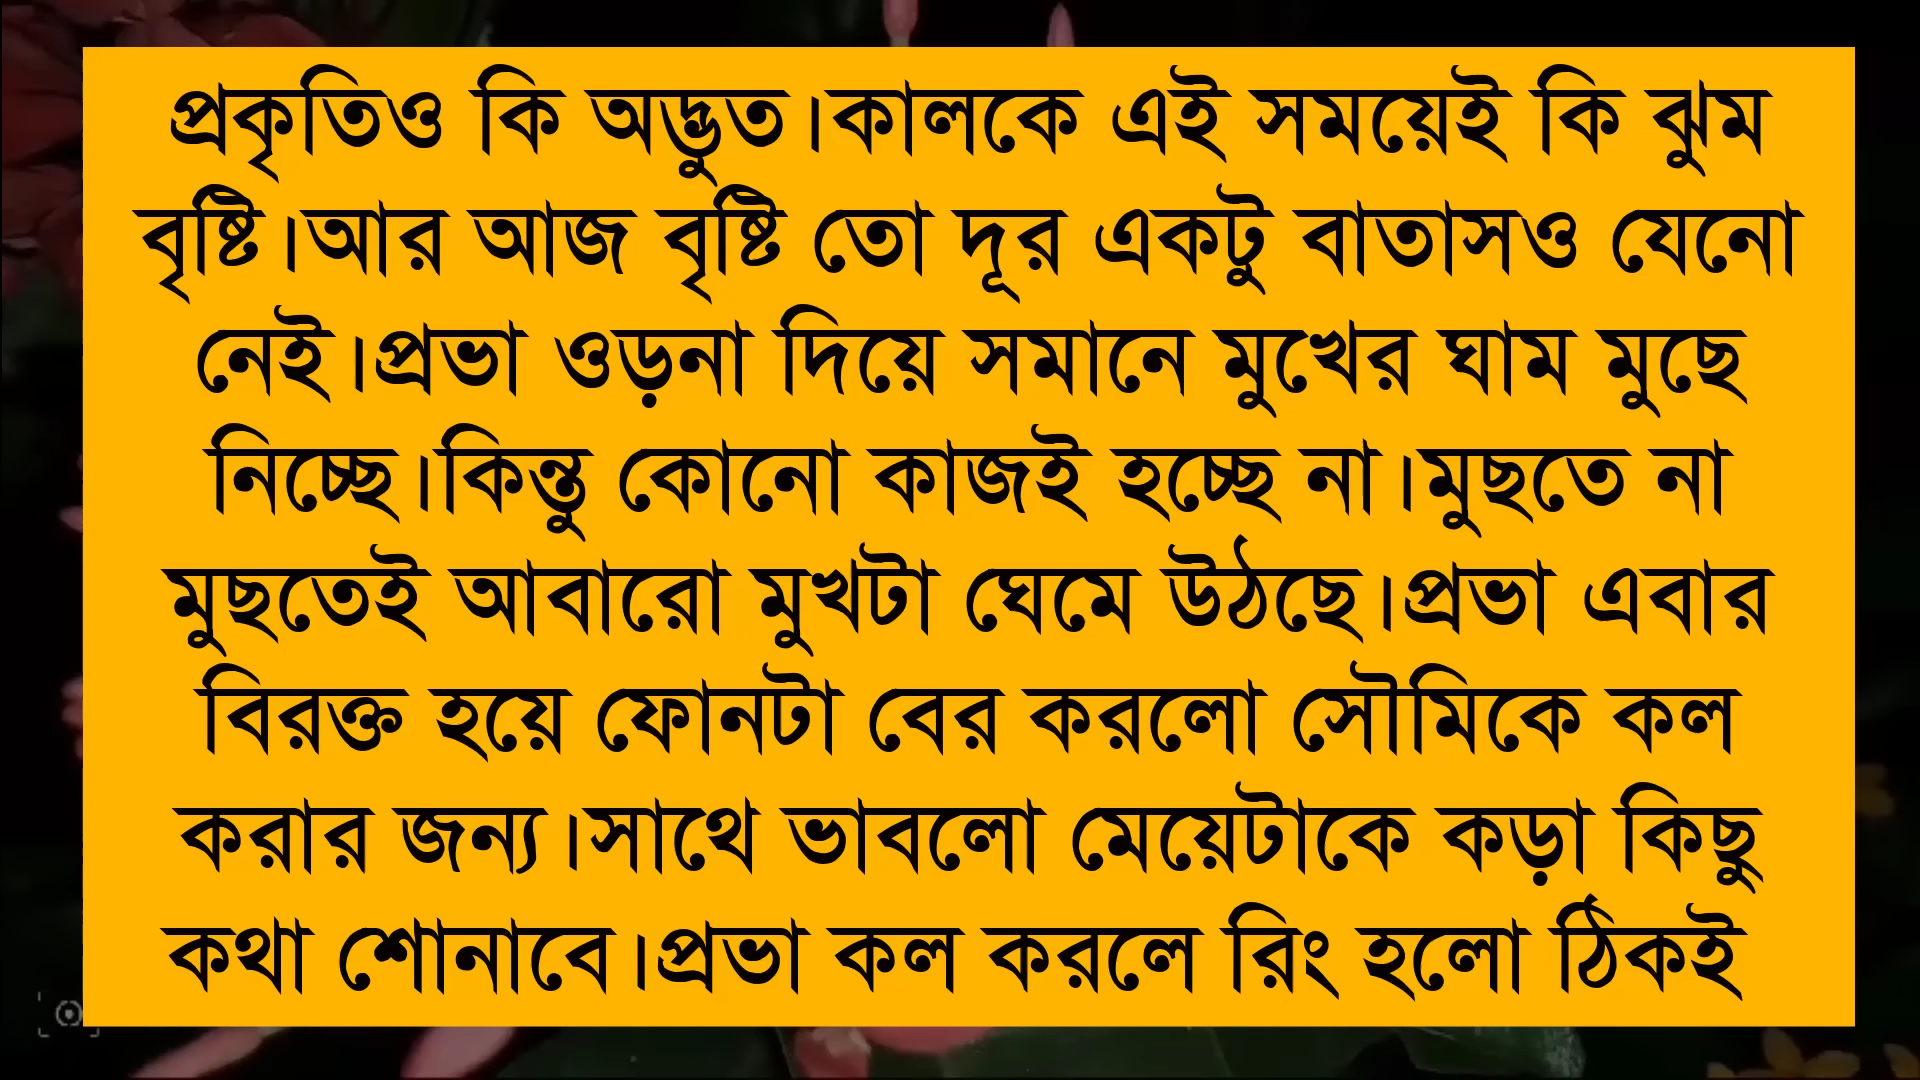 প্রকৃতিও কি অদ্ভুত।কালকে এই সময়েই কি ঝুম
বৃষ্টি।আর আজ বৃষ্টি তো দূর একটু বাতাসও যেনো
নেই।প্রভা ওড়না দিয়ে সমানে মুখের ঘাম মুছে
নিচ্ছে।কিন্তু কোনো কাজই হচ্ছে না।মুছতে না
মুছতেই আবারো মুখটা ঘেমে উঠছে।প্রভা এবার
বিরক্ত হয়ে ফোনটা বের করলো সৌমিকে কল
করার জন্য।সাথে ভাবলো মেয়েটাকে কড়া কিছু
কথা শোনাবে।প্রভা কল করলে রিং হলো ঠিকই